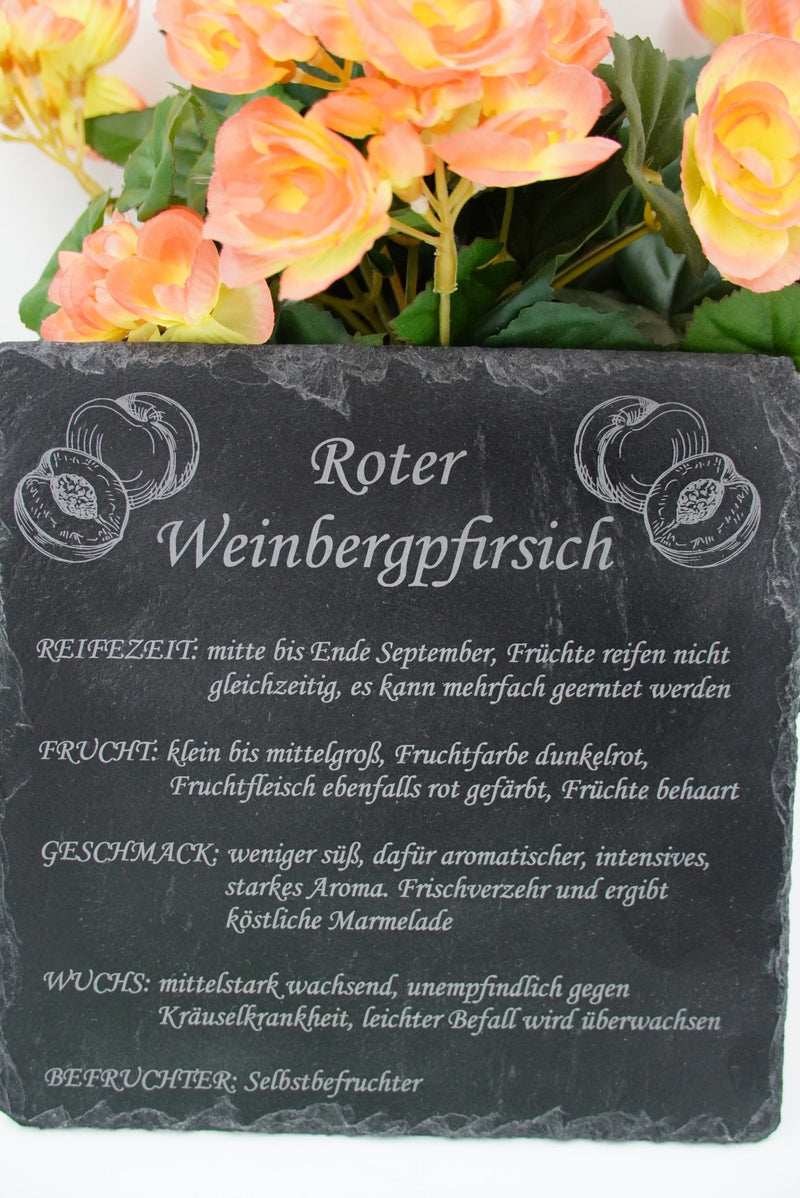 Roter
Weinbergpfirsich
REIFEZEIT: mitte bis Ende September, Früchte reifen nicht
gleichzeitig, es kann mehrfach geerntet werden
FRUCHT: klein bis mittelgroß, Fruchtfarbe dunkelrot,
Fruchtfleisch ebenfalls rot gefärbt, Früchte behaart
GESCHMACK: weniger süß, dafür aromatischer, intensives,
starkes Aroma. Frischverzehr und ergibt
köstliche Marmelade
WUCHS: mittelstark wachsend, unempfindlich gegen
Kräuselkrankheit, leichter Befall wird überwachsen
BEFRUCHTER: Selbstbefruchter